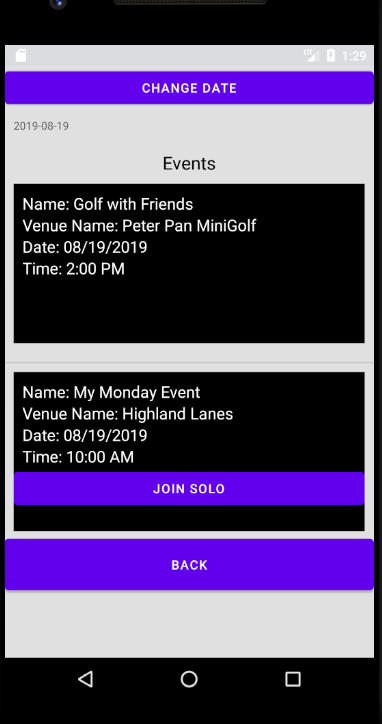 LTE 1:29
CHANGE DATE
2019-08-19
Events
Name: Golf with Friends
Venue Name: Peter Pan MiniGolf
Date: 08/19/2019
Time: 2:00 PM
Name: My Monday Event
Venue Name: Highland Lanes
Date: 08/19/2019
Time: 10:00 AM
JOIN SOLO
BACK